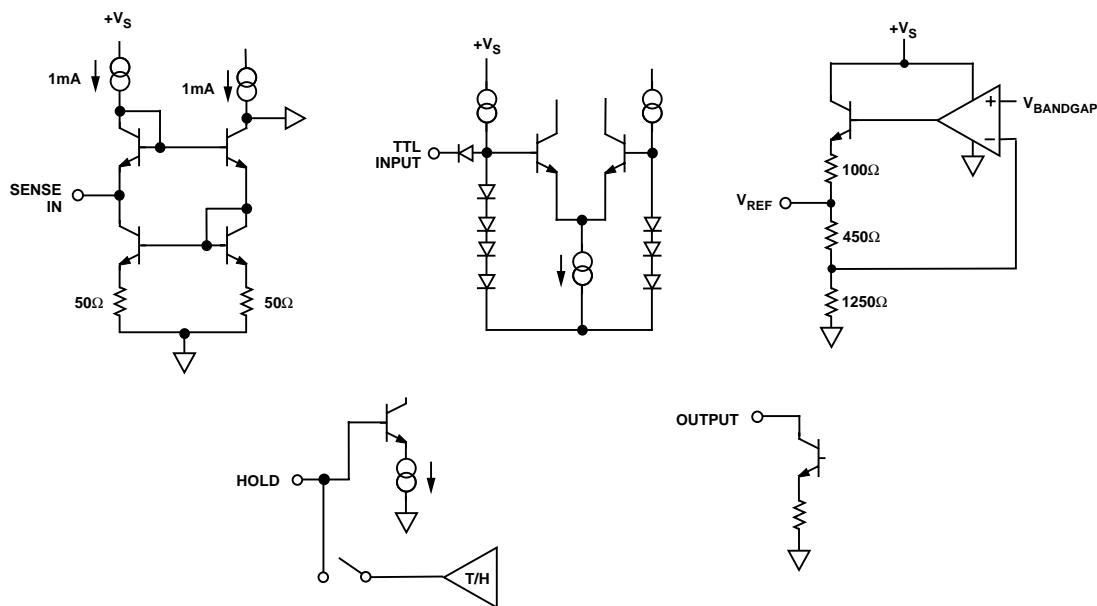 +VS
1mA
1mA
SENSE
IN
50Ω
50Ω
+VS
TTL
INPUT
+VS
+
VBANDGAP
−
100Ω
VREF
450Ω
1250Ω
HOLD
T/H
OUTPUT